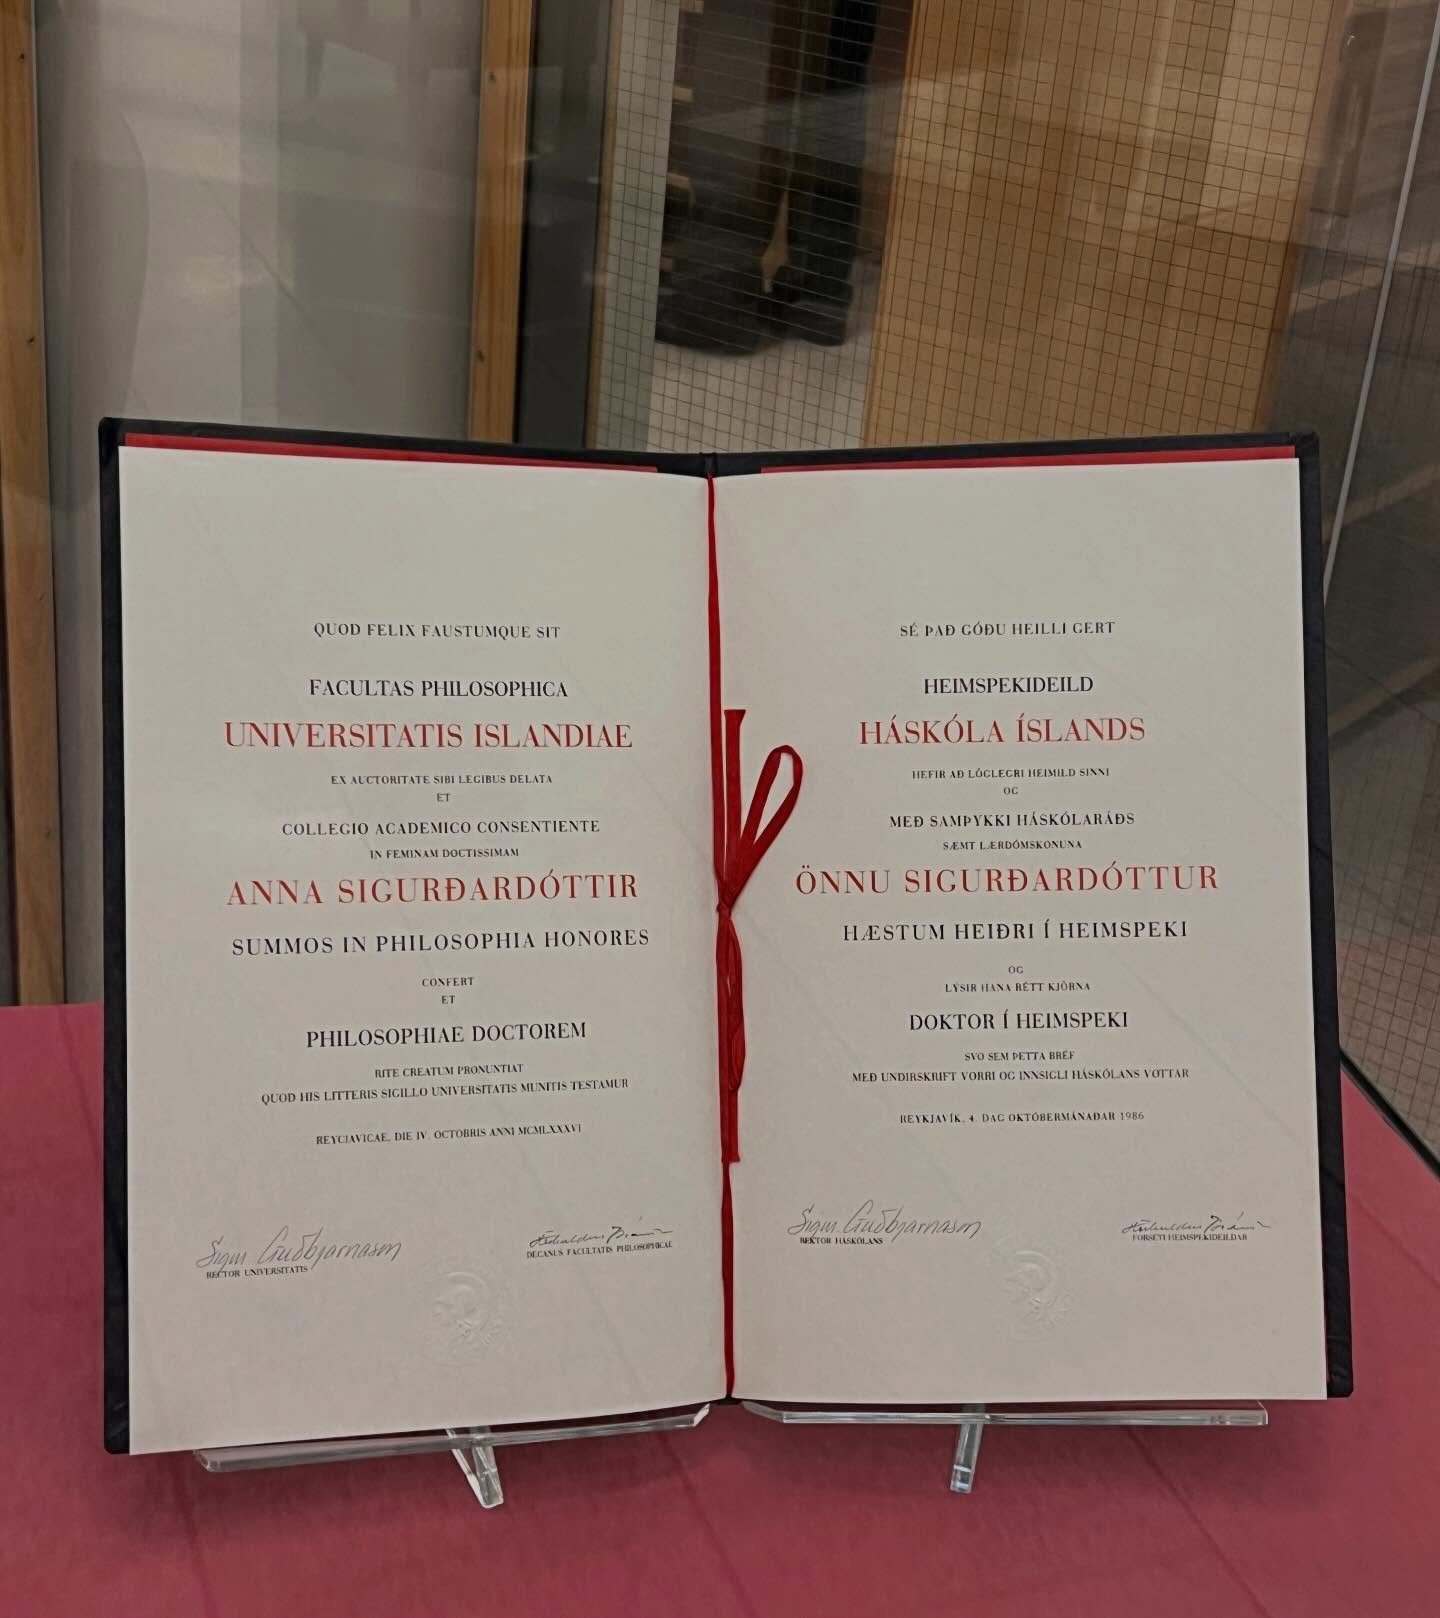 QUOD FELIX FAUSTUMQUE SIT
FACULTAS PHILOSOPHICA
UNIVERSITATIS ISLANDIAE
EX AUCTORITATE SIBI LEGIBUS DELATA
ET
COLLEGIO ACADEMICO CONSENTIENTE
IN FEMINAM DOCTISSIMAM
ANNA SIGURÐARDÓTTIR
SUMMOS IN PHILOSOPHIA HONORES
CONFERT
ET
PHILOSOPHIAE DOCTOREM
RITE CREATUM PRONUNTIAT
QUOD HIS LITTERIS SIGILLO UNIVERSITATIS MUNITIS TESTAMUR
REYCIAVICAE, DIE IV. OCTOBRIS ANNI MCMLXXXVI
Sigm Guðbjarnason
RECTOR UNIVERSITATIS
DECANUS FACULTATIS PHILOSOPHICAE
SÉ ÞAÐ GÓÐU HEILLI GERT
HEIMSPEKIDEILD
HÁSKÓLA ÍSLANDS
HEFIR AÐ LÖGLEGRI HEIMILD SINNI
OG
MEÐ SAMÞYKKI HÁSKÓLARÁÐS
SÆMT LÆRDÓMSKONUNA
ÖNNU SIGURÐARDÓTTUR
HÆSTUM HEIÐRI Í HEIMSPEKI
OG
LÝSIR HANA RÉTT KJÖRNA
DOKTOR Í HEIMSPEKI
SVO SEM ÞETTA BRÉF
MEÐ UNDIRSKRIFT VORRI OG INNSIGLI HÁSKÓLANS VOTTAR
REYKJAVÍK, 4. DAG OKTÓBERMÁNAÐAR 1986
Sigm Guðbjarnason
REKTOR HÁSKÓLANS
FORSETI HEIMSPEKIDEILDAR